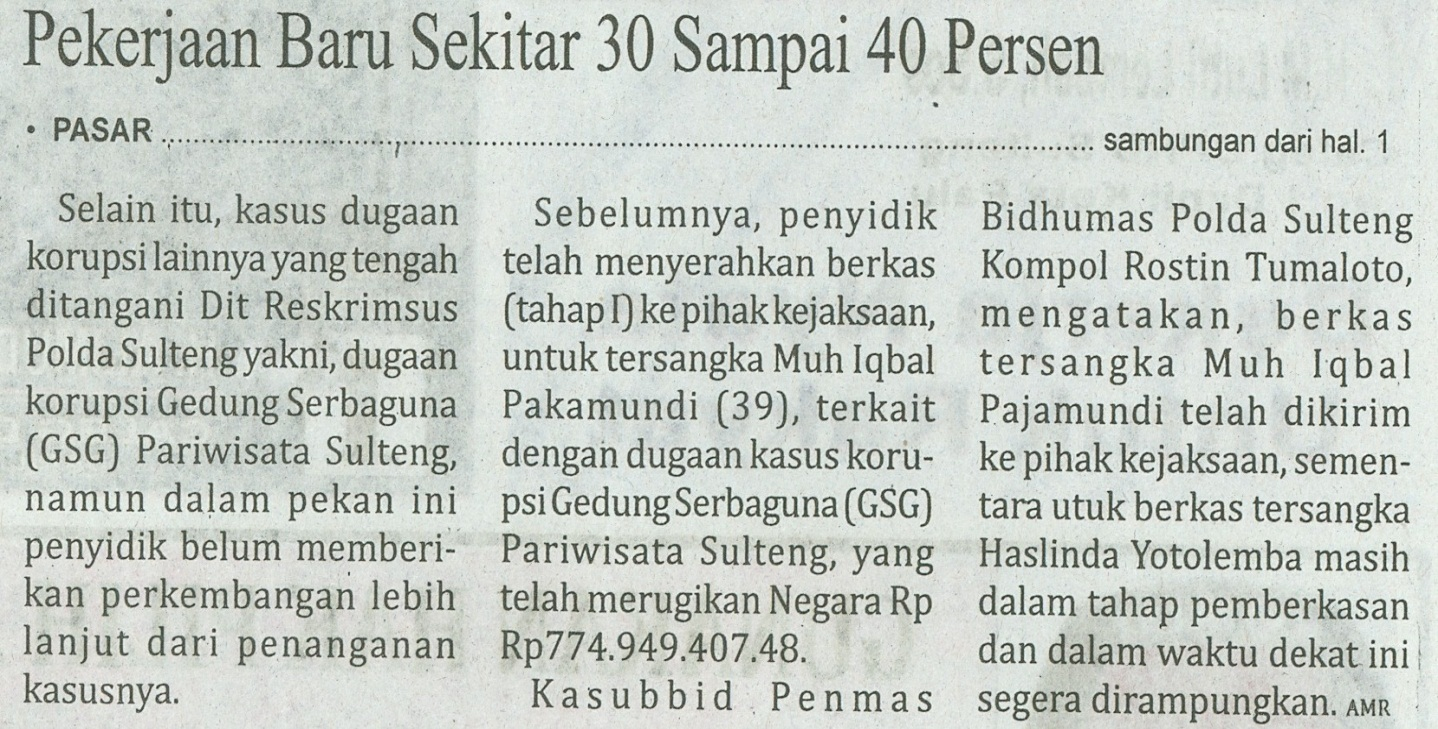 Pekerjaan Baru Sekitar 30 Sampai 40 Persen
• PASAR ........................................................................................................................ sambungan dari hal. 1
Selain itu, kasus dugaan
korupsi lainnya yang tengah
ditangani Dit Reskrimsus
Polda Sulteng yakni, dugaan
korupsi Gedung Serbaguna
(GSG) Pariwisata Sulteng,
namun dalam pekan ini
penyidik belum memberi-
kan perkembangan lebih
lanjut dari penanganan
kasusnya.
Sebelumnya, penyidik
telah menyerahkan berkas
(tahap I) ke pihak kejaksaan,
untuk tersangka Muh Iqbal
Pakamundi (39), terkait
dengan dugaan kasus koru-
psi Gedung Serbaguna (GSG)
Pariwisata Sulteng, yang
telah merugikan Negara Rp
Rp774.949.407.48.
Kasubbid Penmas
Bidhumas Polda Sulteng
Kompol Rostin Tumaloto,
mengatakan, berkas
tersangka Muh Iqbal
Pajamundi telah dikirim
ke pihak kejaksaan, semen-
tara utuk berkas tersangka
Haslinda Yotolemba masih
dalam tahap pemberkasan
dan dalam waktu dekat ini
segera dirampungkan. AMR